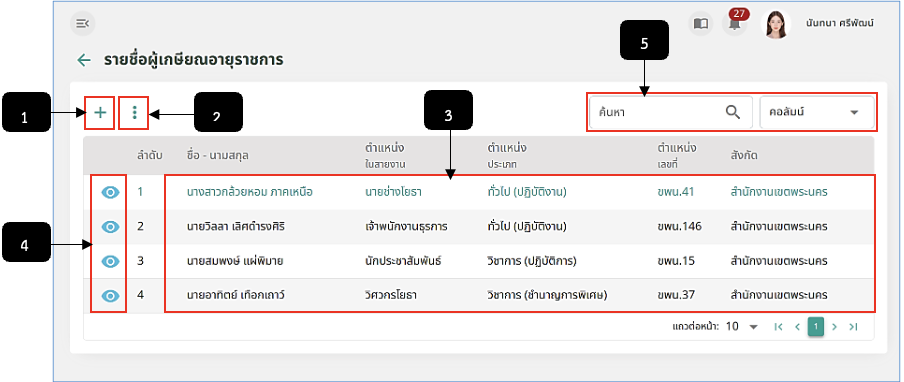 27
นันทนา ศรีพัฒน์
5
รายชื่อผู้เกษียณอายุราชการ
1
2
3
ค้นหา
คอลัมน์
ลำดับ ชื่อ - นามสกุล ตำแหน่ง ตำแหน่ง ตำแหน่ง สังกัด
ในสายงาน ประเภท เลขที่
1 นางสาวกล้วยหอม ภาคเหนือ นายช่างโยธา ทั่วไป (ปฏิบัติงาน) ขพน.41 สำนักงานเขตพระนคร
2 นายวิลลา เลิศดำรงศิริ เจ้าพนักงานธุรการ ทั่วไป (ปฏิบัติงาน) ขพน.146 สำนักงานเขตพระนคร
4
3 นายสมพงษ์ แผ่พิบาย นักประชาสัมพันธ์ วิชาการ (ปฏิบัติการ) ขพน.15 สำนักงานเขตพระนคร
4 นายอาทิตย์ เทือกเถาว์ วิศวกรโยธา วิชาการ (ชำนาญการพิเศษ) ขพน.37 สำนักงานเขตพระนคร
แถวต่อหน้า: 10 1